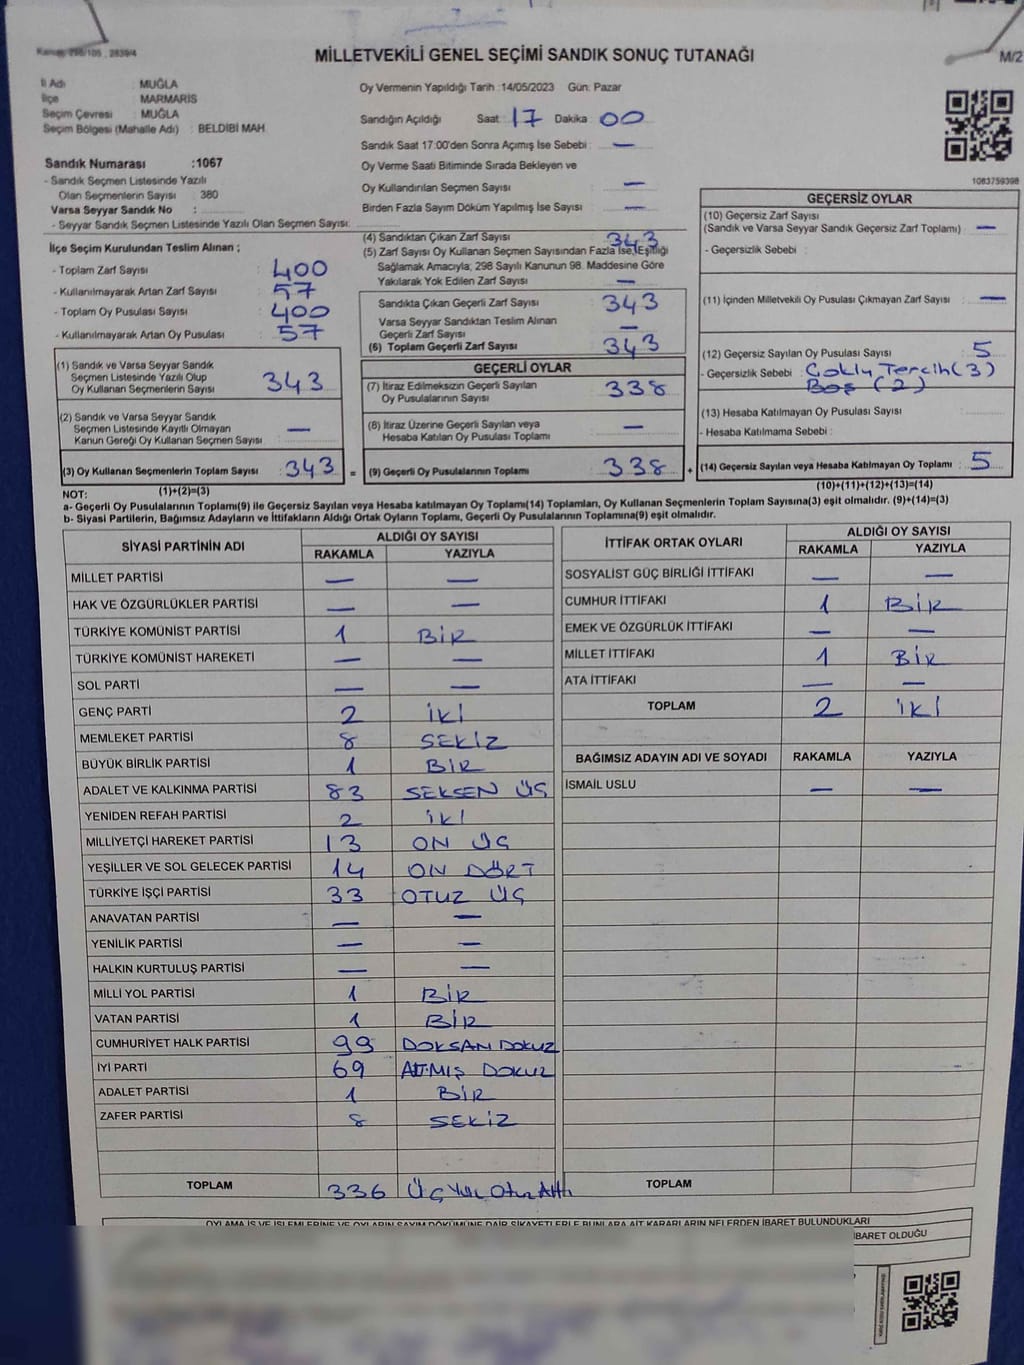 MİLLETVEKİLİ GENEL SEÇİMİ SANDIK SONUÇ TUTANAĞI
M/2
İl Adı : MUĞLA
İlçe : MARMARİS
Seçim Çevresi : MUĞLA
Seçim Bölgesi (Mahalle Adı) : BELDİBİ MAH
Sandık Numarası :1067
- Sandık Seçmen Listesinde Yazılı
Olan Seçmenlerin Sayısı : 380
Varsa Seyyar Sandık No :
- Seyyar Sandık Seçmen Listesinde Yazılı Olan Seçmen Sayısı:
Oy Vermenin Yapıldığı Tarih :14/05/2023 Gün: Pazar
Sandığın Açıldığı Saat: 17 Dakika 00
Sandık Saat 17:00'den Sonra Açımış İse Sebebi : —
Oy Verme Saati Bitiminde Sırada Bekleyen ve
Oy Kullandırılan Seçmen Sayısı —
Birden Fazla Sayım Döküm Yapılmış İse Sayısı : —
1083759398
İlçe Seçim Kurulundan Teslim Alınan ;
- Toplam Zarf Sayısı : 400
- Kullanılmayarak Artan Zarf Sayısı : 57
- Toplam Oy Pusulası Sayısı : 400
- Kullanılmayarak Artan Oy Pusulası : 57
(1) Sandık ve Varsa Seyyar Sandık
Seçmen Listesinde Yazılı Olup
Oy Kullanan Seçmenlerin Sayısı : 343
(2) Sandık ve Varsa Seyyar Sandık
Seçmen Listesinde Kayıtlı Olmayan
Kanun Gereği Oy Kullanan Seçmen Sayısı : —
(3) Oy Kullanan Seçmenlerin Toplam Sayısı : 343 =
(1)+(2)=(3)
(4) Sandıktan Çıkan Zarf Sayısı : 343
(5) Zarf Sayısı Oy Kullanan Seçmen Sayısından Fazla İse, Eşitliği
Sağlamak Amacıyla; 298 Sayılı Kanunun 98. Maddesine Göre
Yakılarak Yok Edilen Zarf Sayısı : —
Sandıkta Çıkan Geçerli Zarf Sayısı : 343
Varsa Seyyar Sandıktan Teslim Alınan
Geçerli Zarf Sayısı : —
(6) Toplam Geçerli Zarf Sayısı : 343
GEÇERLİ OYLAR
(7) İtiraz Edilmeksizin Geçerli Sayılan
Oy Pusulalarının Sayısı : 338
(8) İtiraz Üzerine Geçerli Sayılan veya
Hesaba Katılan Oy Pusulası Toplamı : —
(9) Geçerli Oy Pusulalarının Toplamı : 338 +
GEÇERSİZ OYLAR
(10) Geçersiz Zarf Sayısı
(Sandık ve Varsa Seyyar Sandık Geçersiz Zarf Toplamı) : —
- Geçersizlik Sebebi :
(11) İçinden Milletvekili Oy Pusulası Çıkmayan Zarf Sayısı : —
(12) Geçersiz Sayılan Oy Pusulası Sayısı : 5
- Geçersizlik Sebebi : Çoklu Tercih (3)
Boş (2)
(13) Hesaba Katılmayan Oy Pusulası Sayısı :
- Hesaba Katılmama Sebebi :
(14) Geçersiz Sayılan veya Hesaba Katılmayan Oy Toplamı : 5
(10)+(11)+(12)+(13)=(14)
NOT:
a- Geçerli Oy Pusulalarının Toplamı(9) ile Geçersiz Sayılan veya Hesaba katılmayan Oy Toplamı(14) Toplamları, Oy Kullanan Seçmenlerin Toplam Sayısına(3) eşit olmalıdır. (9)+(14)=(3)
b- Siyasi Partilerin, Bağımsız Adayların ve İttifakların Aldığı Ortak Oyların Toplamı, Geçerli Oy Pusulalarının Toplamına(9) eşit olmalıdır.
SİYASİ PARTİNİN ADI ALDIĞI OY SAYISI
RAKAMLA YAZIYLA
MİLLET PARTİSİ — —
HAK VE ÖZGÜRLÜKLER PARTİSİ — —
TÜRKİYE KOMÜNİST PARTİSİ 1 BİR
TÜRKİYE KOMÜNİST HAREKETİ — —
SOL PARTİ — —
GENÇ PARTİ 2 İKİ
MEMLEKET PARTİSİ 8 SEKİZ
BÜYÜK BİRLİK PARTİSİ 1 BİR
ADALET VE KALKINMA PARTİSİ 83 SEKSEN ÜÇ
YENİDEN REFAH PARTİSİ 2 İKİ
MİLLİYETÇİ HAREKET PARTİSİ 13 ON ÜÇ
YEŞİLLER VE SOL GELECEK PARTİSİ 14 ON DÖRT
TÜRKİYE İŞÇİ PARTİSİ 33 OTUZ ÜÇ
ANAVATAN PARTİSİ — —
YENİLİK PARTİSİ — —
HALKIN KURTULUŞ PARTİSİ — —
MİLLİ YOL PARTİSİ 1 BİR
VATAN PARTİSİ 1 BİR
CUMHURİYET HALK PARTİSİ 99 DOKSAN DOKUZ
İYİ PARTİ 69 ALTMIŞ DOKUZ
ADALET PARTİSİ 1 BİR
ZAFER PARTİSİ 8 SEKİZ
TOPLAM 336 Üç Yüz Otuz Altı
İTTİFAK ORTAK OYLARI ALDIĞI OY SAYISI
RAKAMLA YAZIYLA
SOSYALİST GÜÇ BİRLİĞİ İTTİFAKI — —
CUMHUR İTTİFAKI 1 BİR
EMEK VE ÖZGÜRLÜK İTTİFAKI — —
MİLLET İTTİFAKI 1 BİR
ATA İTTİFAKI — —
TOPLAM 2 İKİ
BAĞIMSIZ ADAYIN ADI VE SOYADI RAKAMLA YAZIYLA
İSMAİL USLU — —
TOPLAM
OYLAMA İŞ VE İŞLEMLERİNE VE OYLARIN SAYIM DÖKÜMÜNE DAİR ŞİKAYETLERLE BUNLARA AİT KARARLARIN NELERDEN İBARET BULUNDUKLARI
İBARET OLDUĞU